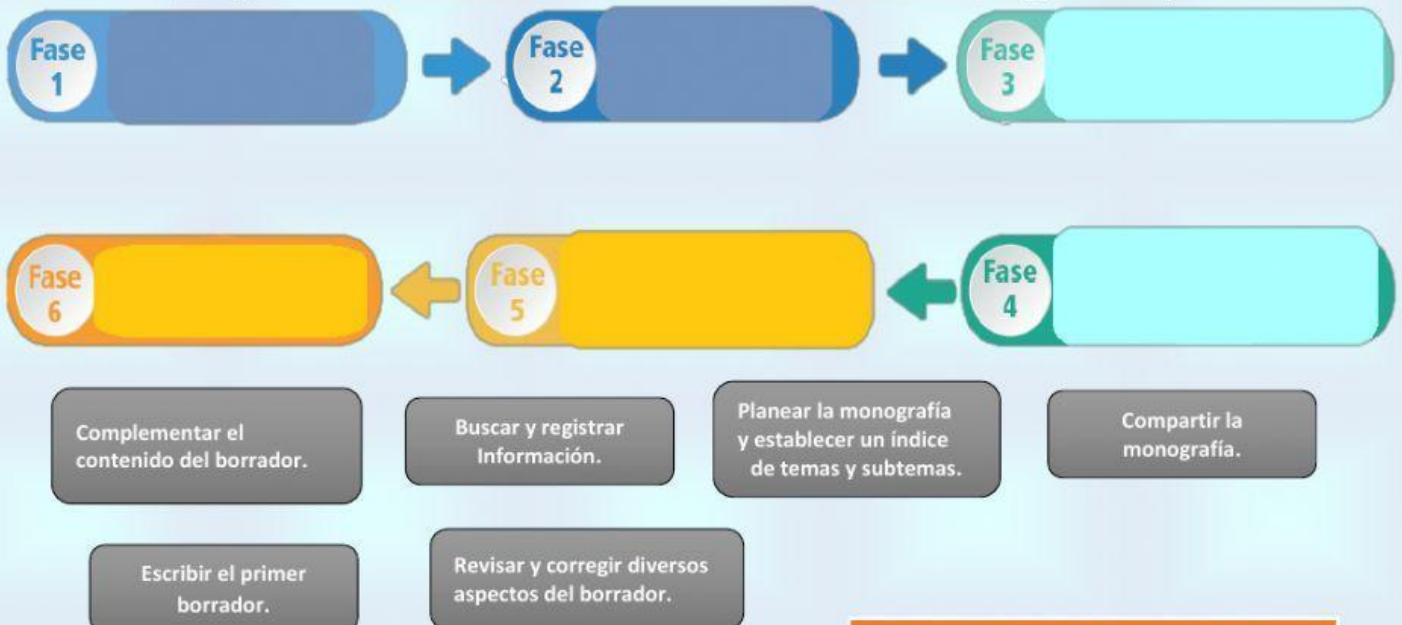 Fase
1
Fase
2
Fase
3
Fase
6
Fase
5
Fase
4
Complementar el
contenido del borrador.
Buscar y registrar
Información.
Planear la monografía
y establecer un índice
de temas y subtemas.
Compartir la
monografía.
Escribir el primer
borrador.
Revisar y corregir diversos
aspectos del borrador.